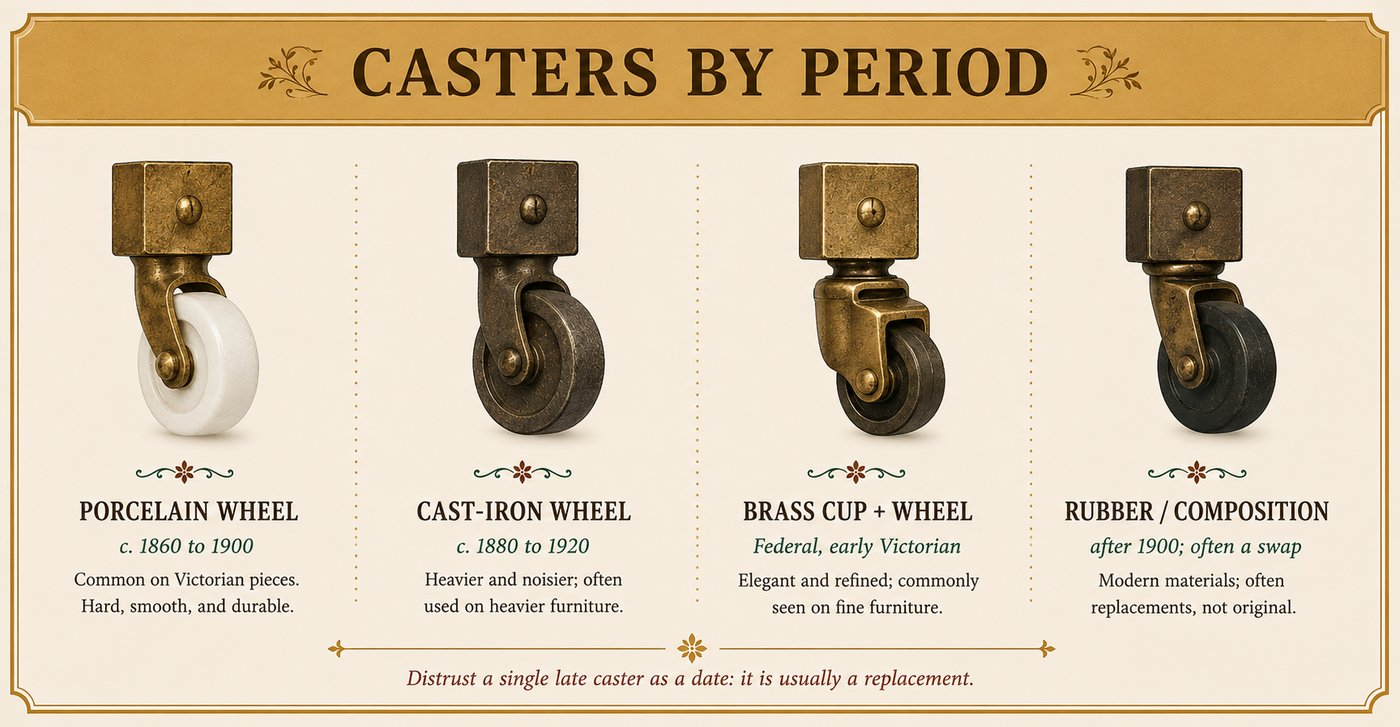 CASTERS BY PERIOD
PORCELAIN WHEEL
c. 1860 to 1900
Common on Victorian pieces.
Hard, smooth, and durable.
CAST-IRON WHEEL
c. 1880 to 1920
Heavier and noisier; often
used on heavier furniture.
BRASS CUP + WHEEL
Federal, early Victorian
Elegant and refined; commonly
seen on fine furniture.
RUBBER / COMPOSITION
after 1900; often a swap
Modern materials; often
replacements, not original.
Distrust a single late caster as a date: it is usually a replacement.